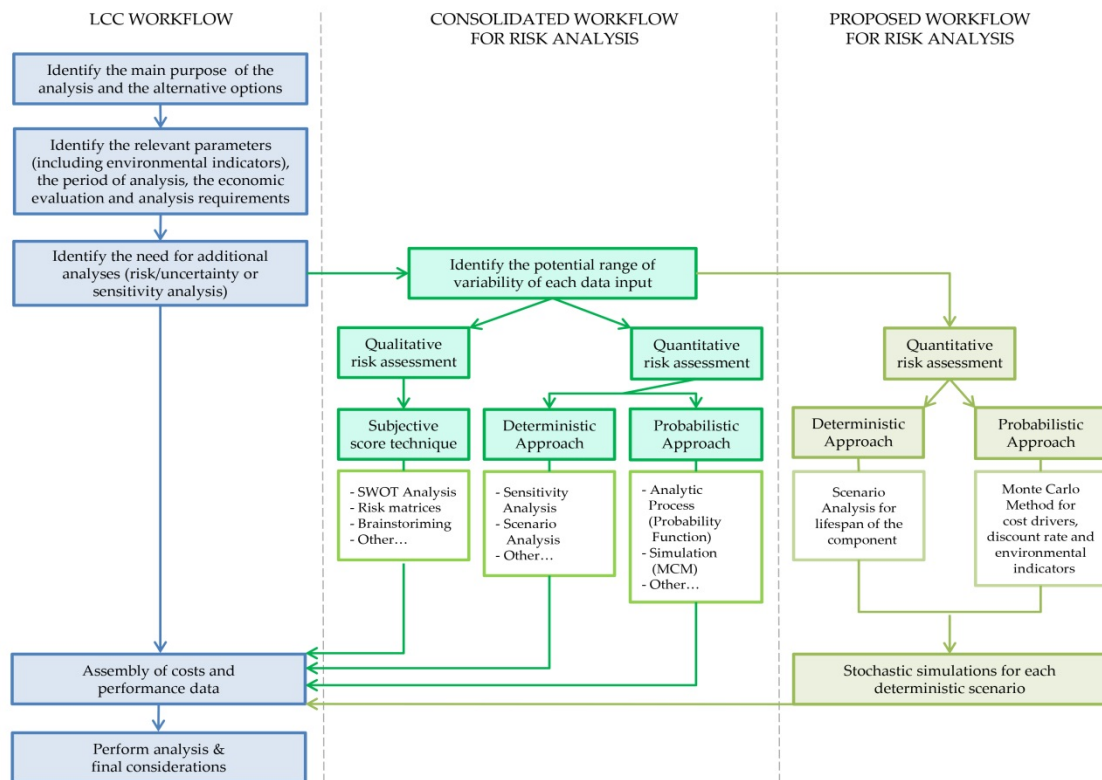 LCC WORKFLOW
CONSOLIDATED WORKFLOW
FOR RISK ANALYSIS
PROPOSED WORKFLOW
FOR RISK ANALYSIS
Identify the main purpose of the
analysis and the alternative options
Identify the relevant parameters
(including environmental indicators),
the period of analysis, the economic
evaluation and analysis requirements
Identify the need for additional
analyses (risk/uncertainty or
sensitivity analysis)
Identify the potential range of
variability of each data input
Qualitative
risk assessment
Quantitative
risk assessment
Quantitative
risk assessment
Subjective
score technique
Deterministic
Approach
Probabilistic
Approach
Deterministic
Approach
Probabilistic
Approach
- SWOT Analysis
- Risk matrices
- Brainstoriming
- Other…
- Sensitivity
Analysis
- Scenario
Analysis
- Other…
- Analytic
Process
(Probability
Function)
- Simulation
(MCM)
- Other…
Scenario
Analysis for
lifespan of the
component
Monte Carlo
Method for
cost drivers,
discount rate and
environmental
indicators
Assembly of costs and
performance data
Stochastic simulations for each
deterministic scenario
Perform analysis &
final considerations